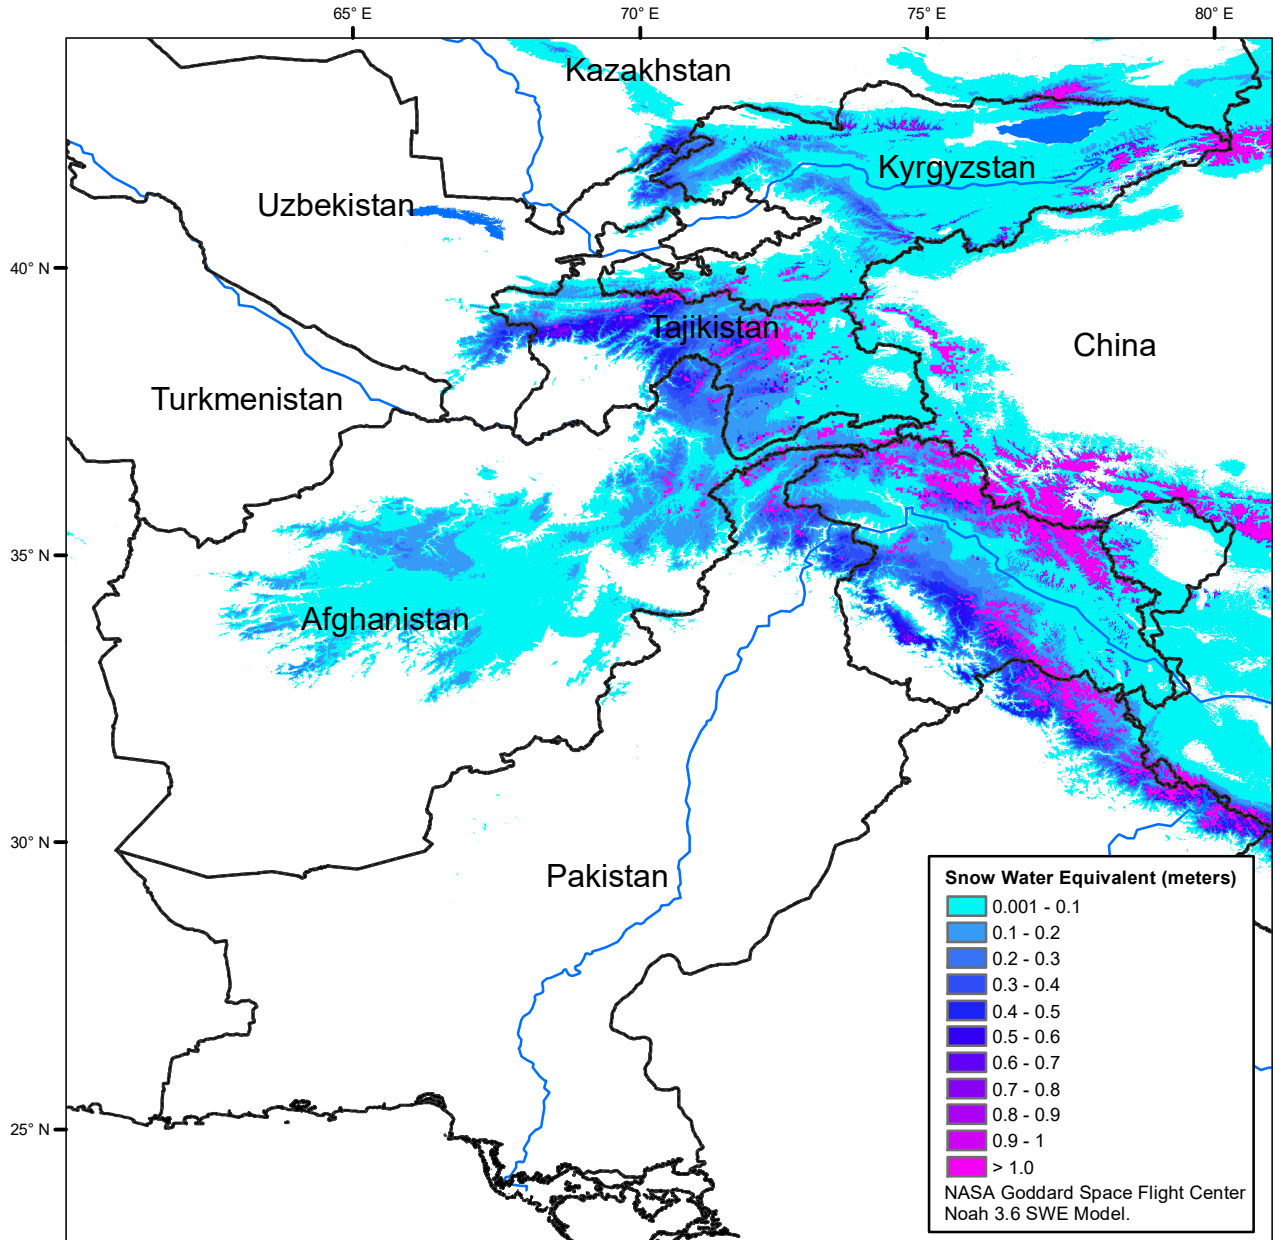 65° E 70° E 75° E 80° E
Kazakhstan
Kyrgyzstan
Uzbekistan
40° N
Tajikistan
China
Turkmenistan
35° N
Afghanistan
30° N
Pakistan
25° N
Snow Water Equivalent (meters)
0.001 - 0.1
0.1 - 0.2
0.2 - 0.3
0.3 - 0.4
0.4 - 0.5
0.5 - 0.6
0.6 - 0.7
0.7 - 0.8
0.8 - 0.9
0.9 - 1
> 1.0
NASA Goddard Space Flight Center
Noah 3.6 SWE Model.